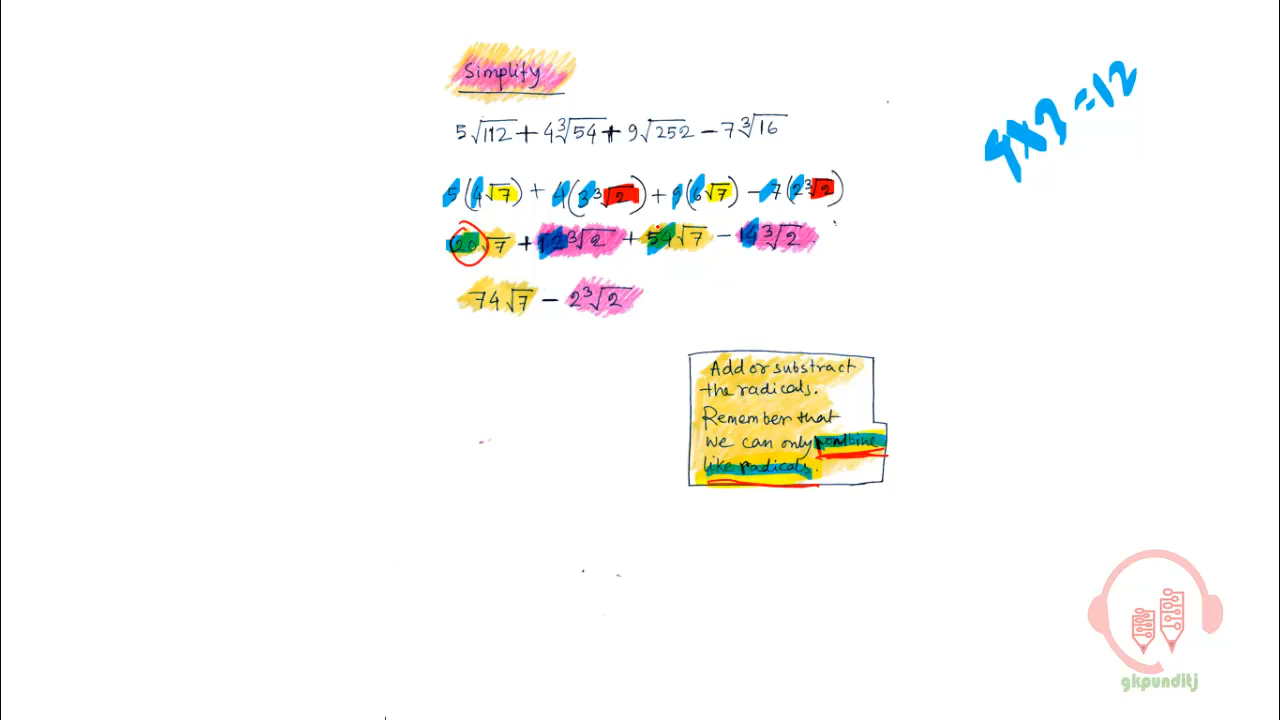 Simplify
5√112 + 4∛54 + 9√252 − 7∛16
4x3 =12
5(4√7) + 4(3∛2) + 9(6√7) − 7(2∛2)
20√7 + 12∛2 + 54√7 − 14∛2.
74√7 − 2∛2
Add or substract
the radicals.
Remember that
we can only combine
like radicals.
gkpunditj